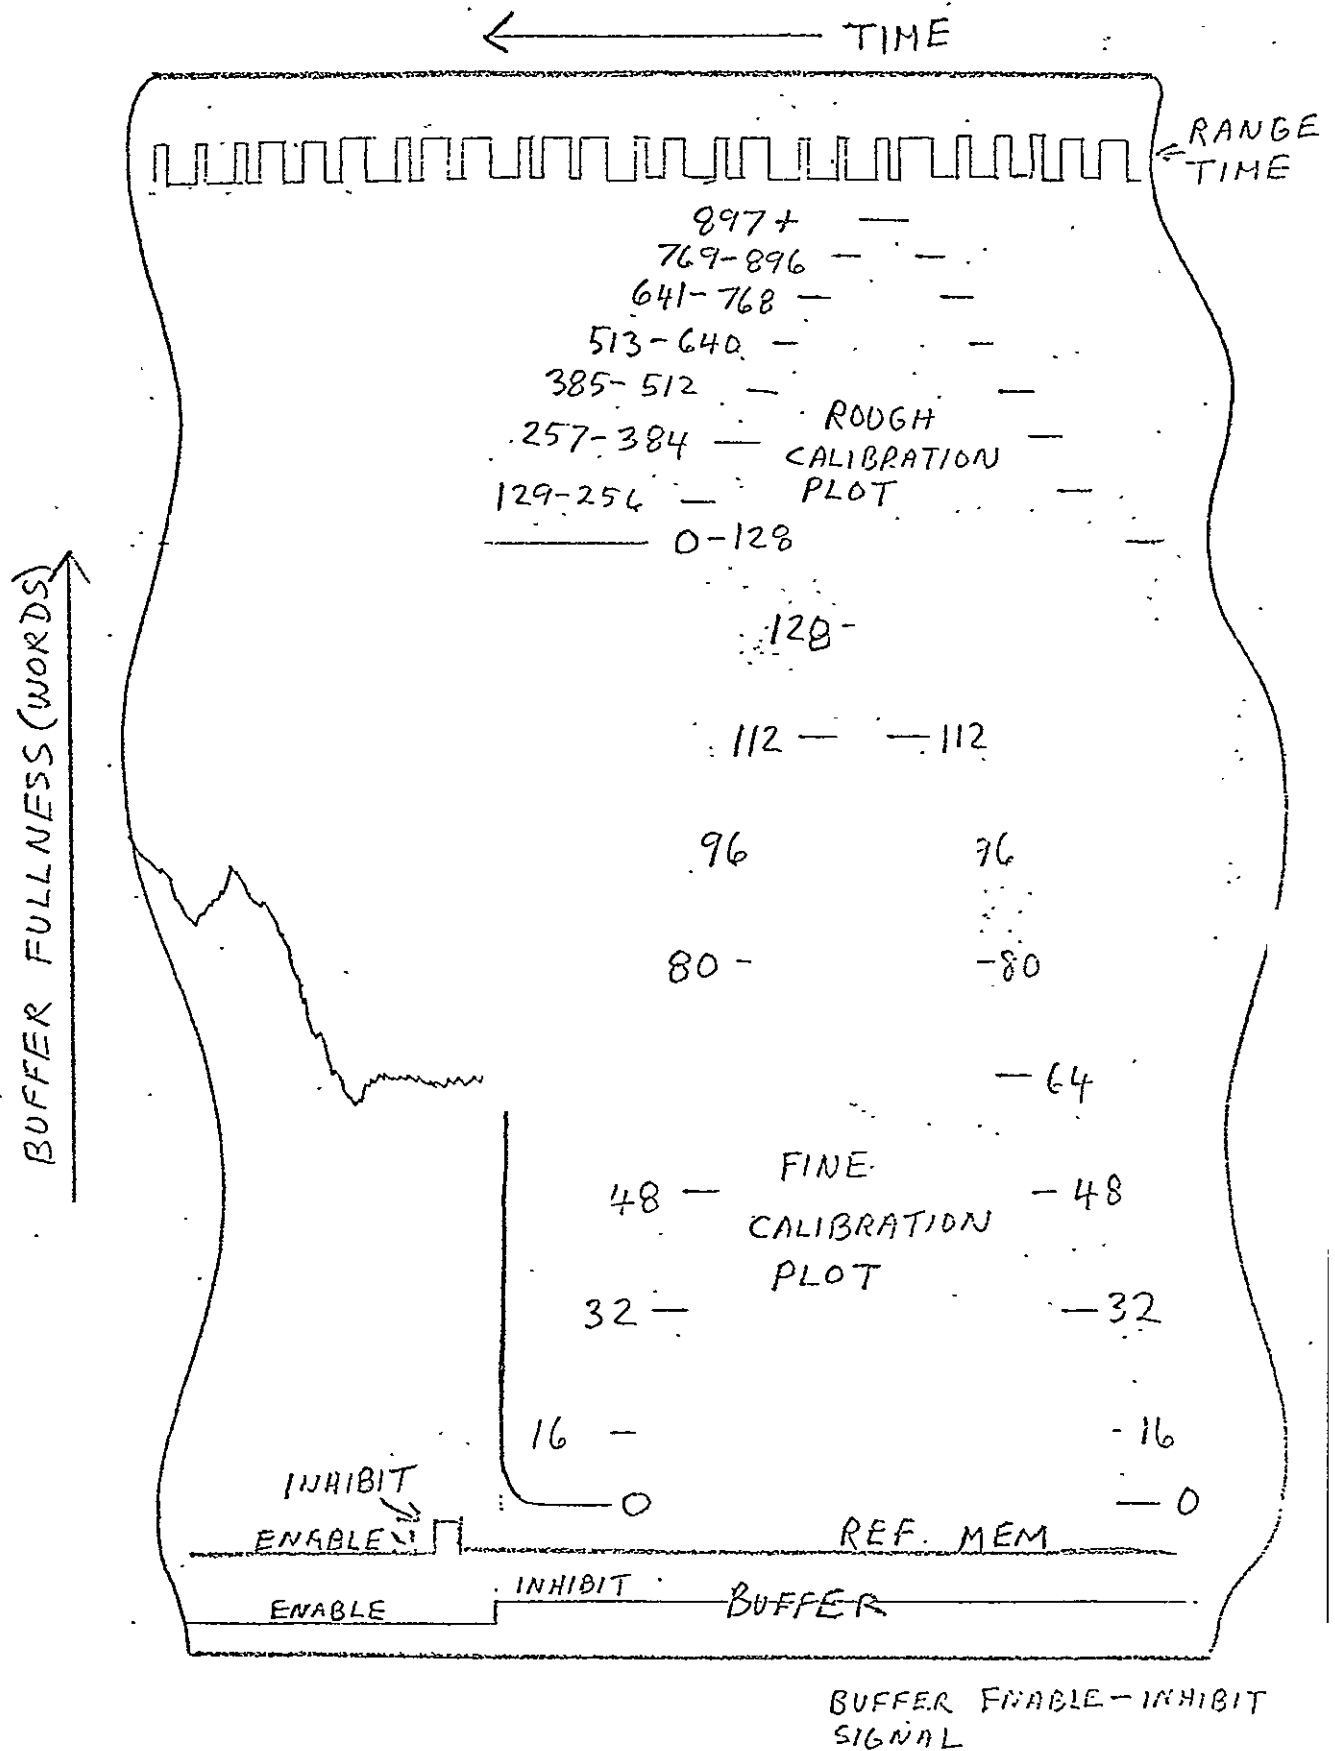 TIME
RANGE
TIME
897+
769-896
641-768
513-640
385-512
257-384
129-256
0-128
ROUGH
CALIBRATION
PLOT
BUFFER FULLNESS (WORDS)
128
112
112
96
96
80
80
64
48
48
FINE
CALIBRATION
PLOT
32
32
16
16
0
0
INHIBIT
ENABLE
REF. MEM
INHIBIT
BUFFER
ENABLE
BUFFER ENABLE-INHIBIT
SIGNAL